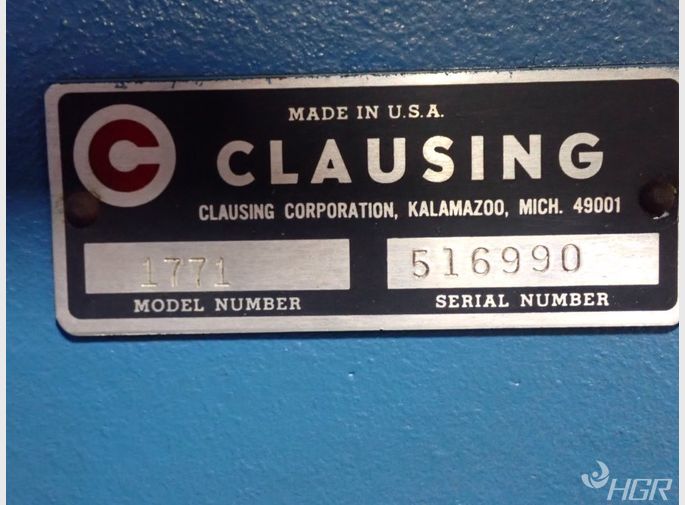 MADE IN U.S.A.
C CLAUSING
CLAUSING CORPORATION, KALAMAZOO, MICH. 49001
1771 516990
MODEL NUMBER SERIAL NUMBER
HGR